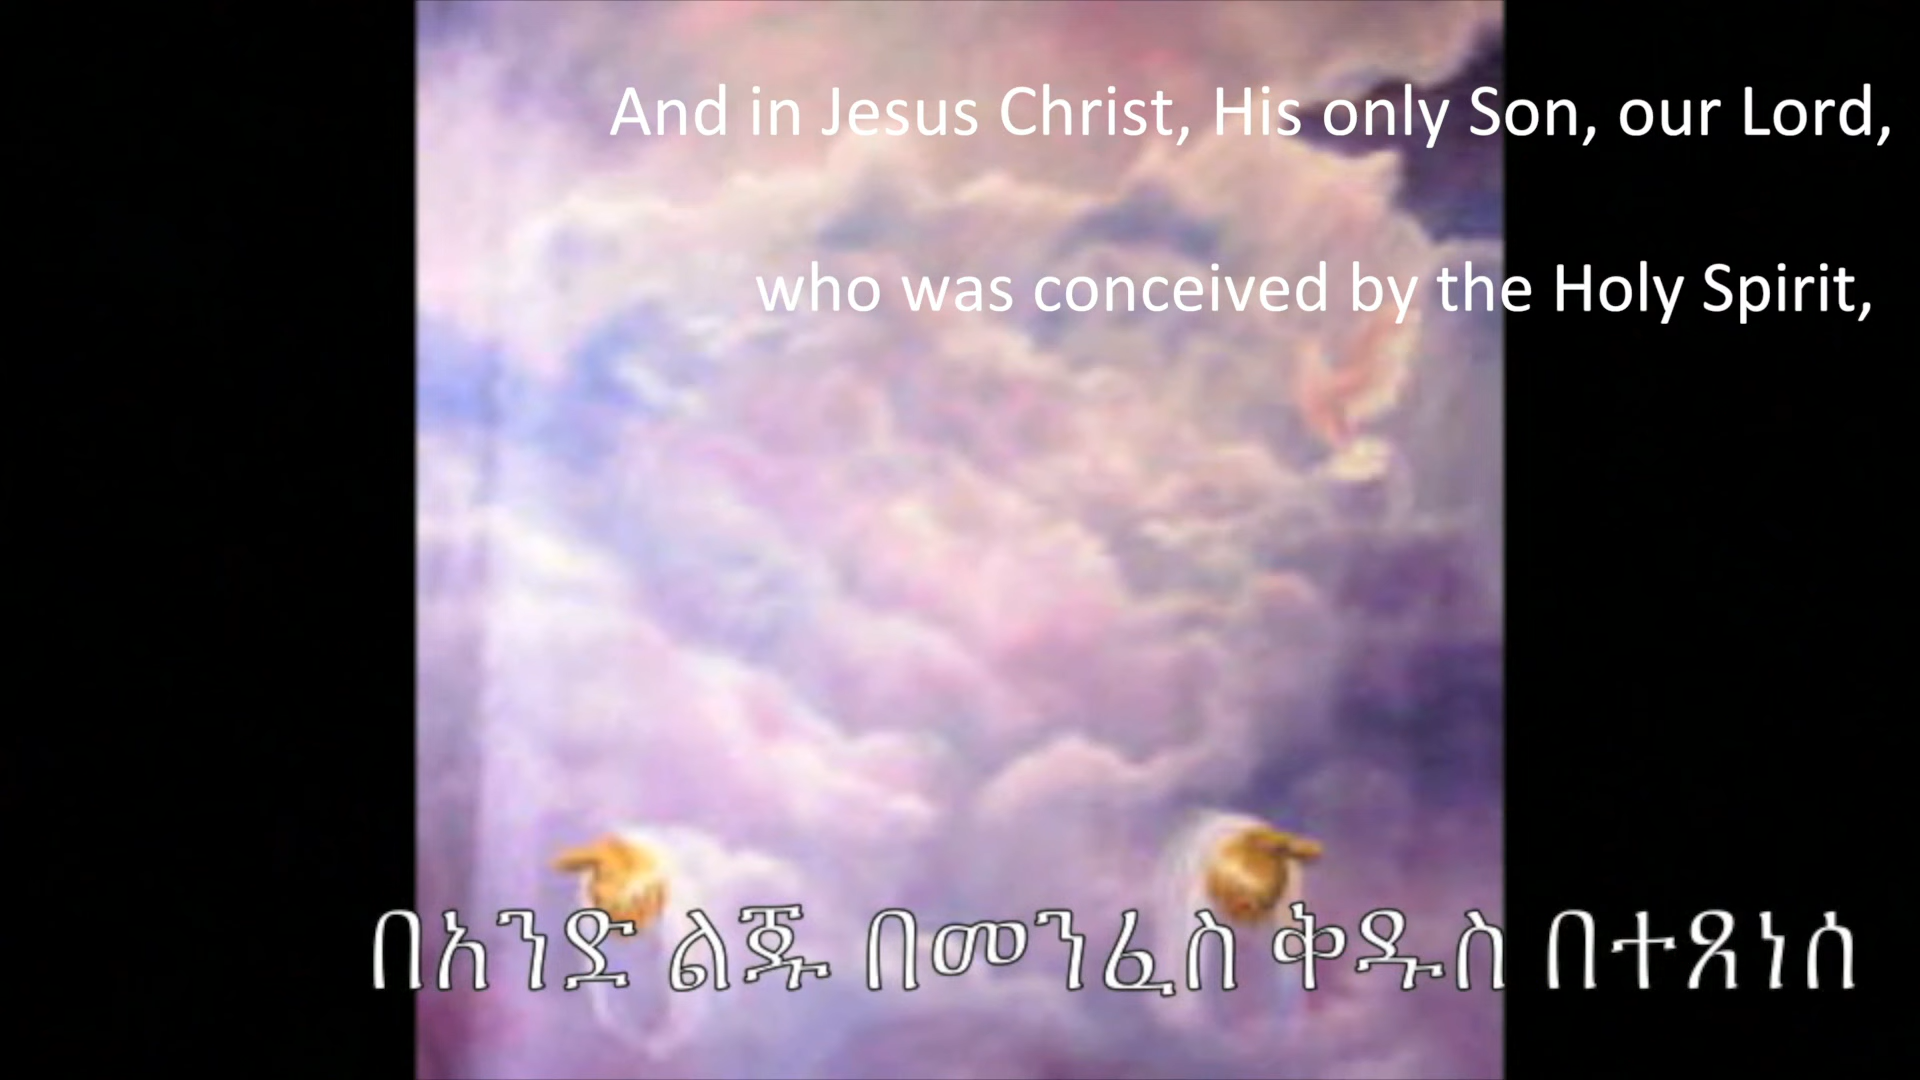 And in Jesus Christ, His only Son, our Lord,
who was conceived by the Holy Spirit,
በአንድ ልጁ በመንፈስ ቅዱስ በተጸነሰ